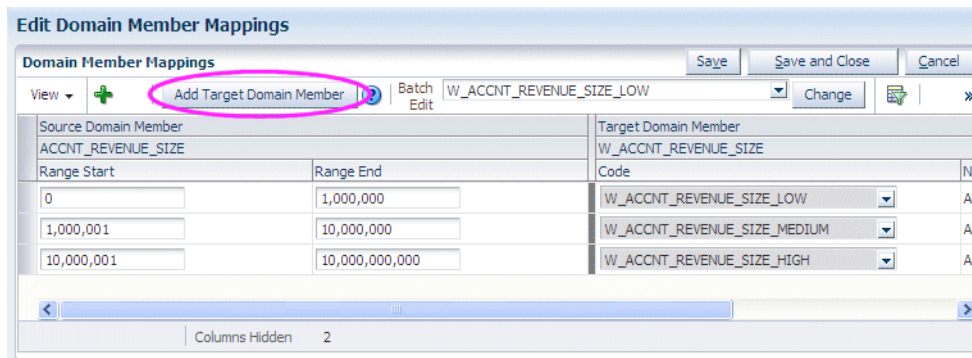 Edit Domain Member Mappings
Domain Member Mappings Save Save and Close Cancel
View Add Target Domain Member ? Batch Edit W_ACCNT_REVENUE_SIZE_LOW Change »
Source Domain Member Target Domain Member
ACCNT_REVENUE_SIZE W_ACCNT_REVENUE_SIZE
Range Start Range End Code N
0 1,000,000 W_ACCNT_REVENUE_SIZE_LOW A
1,000,001 10,000,000 W_ACCNT_REVENUE_SIZE_MEDIUM A
10,000,001 10,000,000,000 W_ACCNT_REVENUE_SIZE_HIGH A
Columns Hidden 2